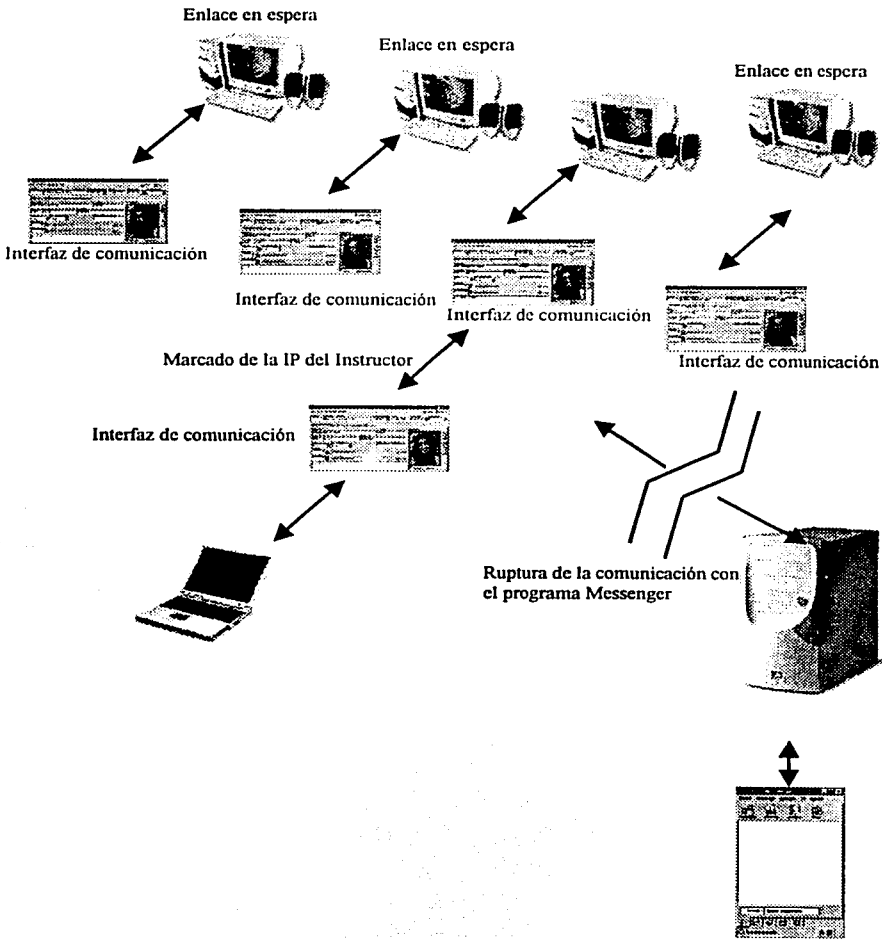 Enlace en espera
Enlace en espera
Enlace en espera
Interfaz de comunicación
Interfaz de comunicación
Interfaz de comunicación
Interfaz de comunicación
Marcado de la IP del Instructor
Interfaz de comunicación
Ruptura de la comunicación con
el programa Messenger